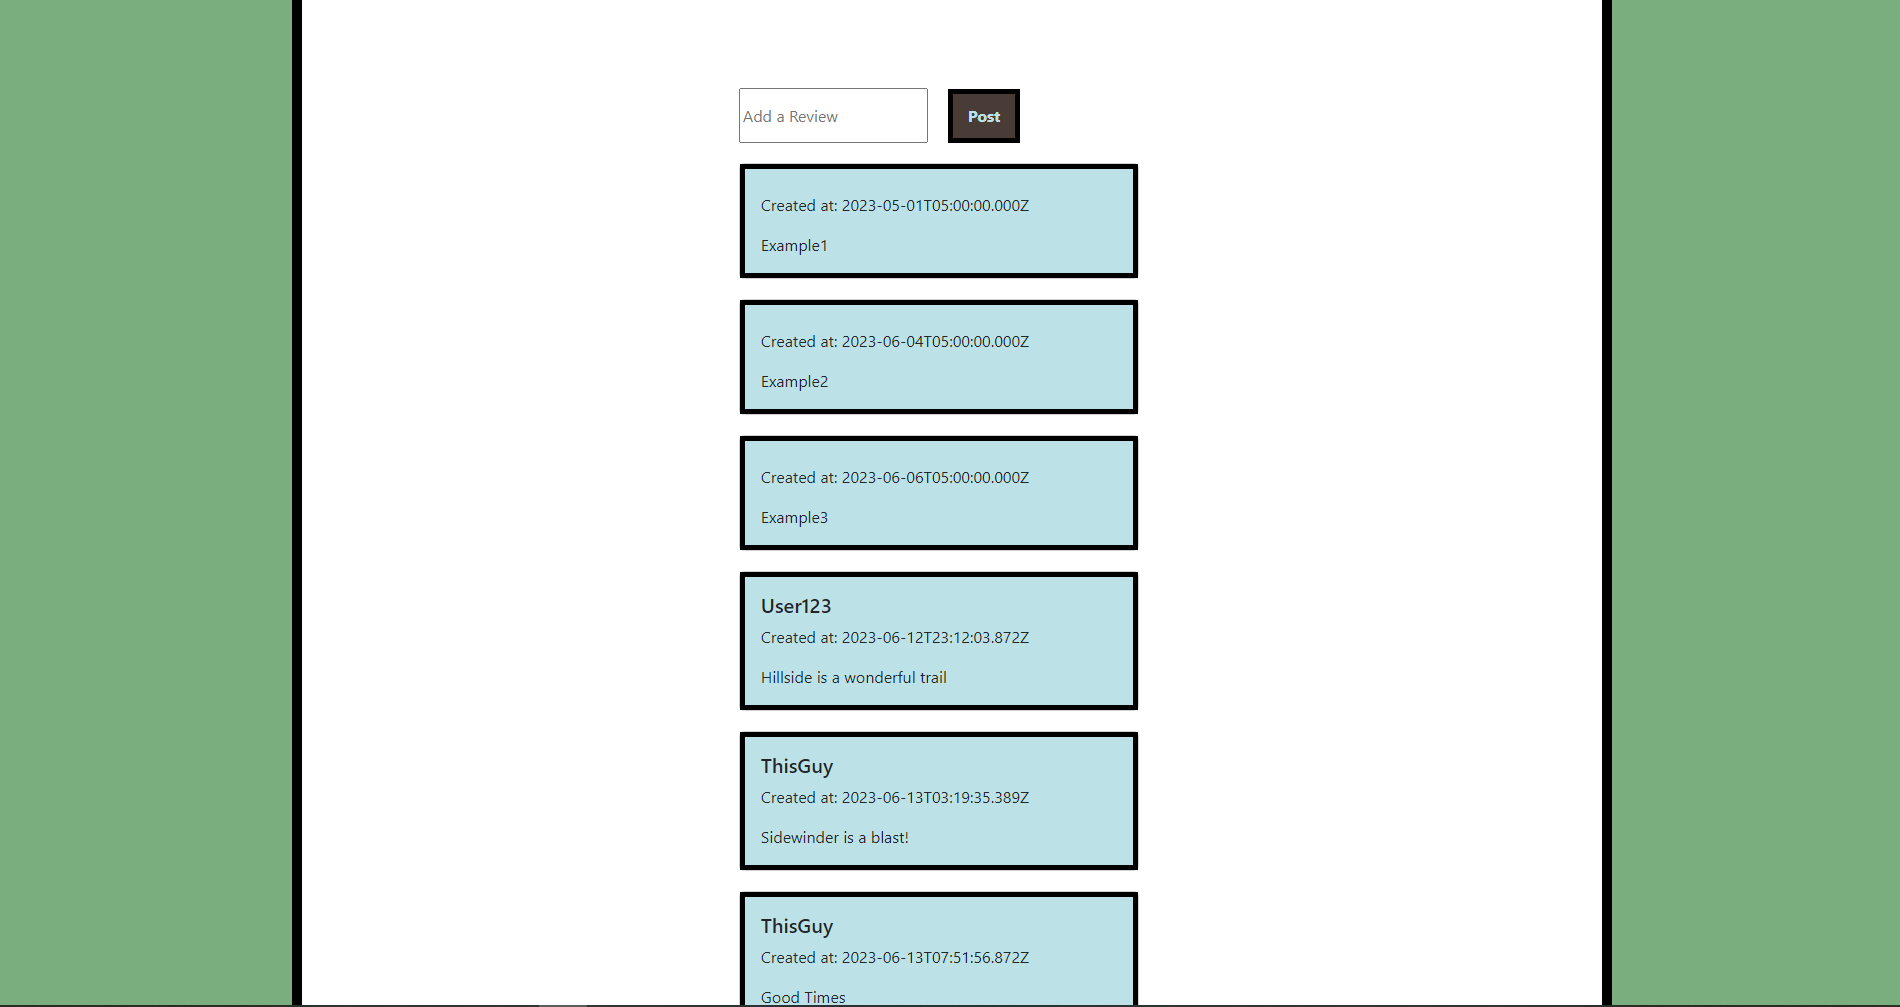 Add a Review
Post
Created at: 2023-05-01T05:00:00.000Z
Example1
Created at: 2023-06-04T05:00:00.000Z
Example2
Created at: 2023-06-06T05:00:00.000Z
Example3
User123
Created at: 2023-06-12T23:12:03.872Z
Hillside is a wonderful trail
ThisGuy
Created at: 2023-06-13T03:19:35.389Z
Sidewinder is a blast!
ThisGuy
Created at: 2023-06-13T07:51:56.872Z
Good Times